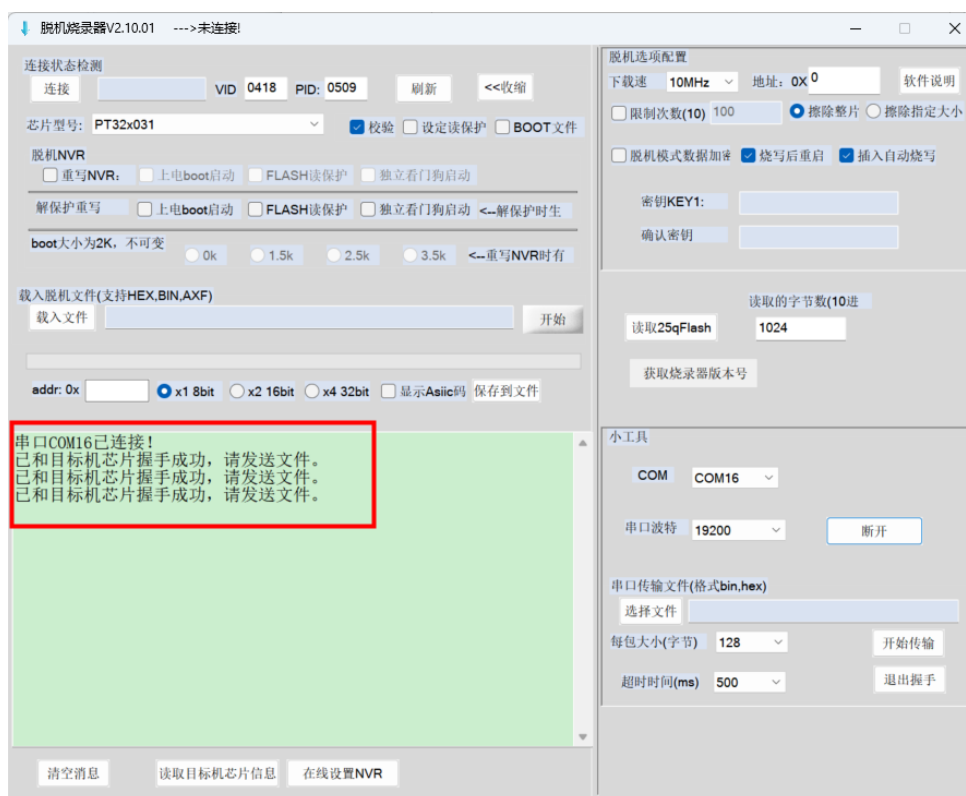 脱机烧录器V2.10.01 --->未连接!
连接状态检测
连接 VID 0418 PID: 0509 刷新 <<收缩
芯片型号: PT32x031 校验 设定读保护 BOOT文件
脱机NVR
重写NVR: 上电boot启动 FLASH读保护 独立看门狗启动
解保护重写 上电boot启动 FLASH读保护 独立看门狗启动 <--解保护时生
boot大小为2K，不可变
0k 1.5k 2.5k 3.5k <--重写NVR时有
载入脱机文件(支持HEX,BIN,AXF)
载入文件 开始
addr: 0x x1 8bit x2 16bit x4 32bit 显示Asiic码 保存到文件
串口COM16已连接!
已和目标机芯片握手成功，请发送文件。
已和目标机芯片握手成功，请发送文件。
已和目标机芯片握手成功，请发送文件。
清空消息 读取目标机芯片信息 在线设置NVR
脱机选项配置
下载速 10MHz 地址: 0X 0 软件说明
限制次数(10) 100 擦除整片 擦除指定大小
脱机模式数据加 烧写后重启 插入自动烧写
密钥KEY1:
确认密钥
读取的字节数(10进
读取25qFlash 1024
获取烧录器版本号
小工具
COM COM16
串口波特 19200 断开
串口传输文件(格式bin,hex)
选择文件
每包大小(字节) 128 开始传输
超时时间(ms) 500 退出握手